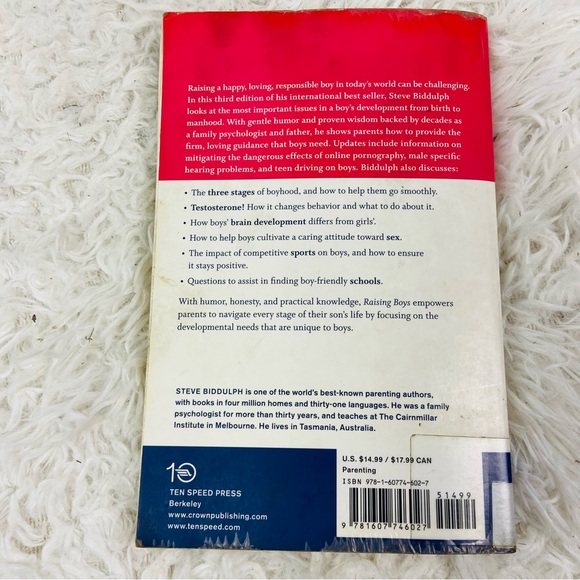 Raising a happy, loving, responsible boy in today's world can be challenging.
In this third edition of his international best seller, Steve Biddulph
looks at the most important issues in a boy's development from birth to
manhood. With gentle humor and proven wisdom backed by decades as
a family psychologist and father, he shows parents how to provide the
firm, loving guidance that boys need. Updates include information on
mitigating the dangerous effects of online pornography, male specific
hearing problems, and teen driving on boys. Biddulph also discusses:
• The three stages of boyhood, and how to help them go smoothly.
• Testosterone! How it changes behavior and what to do about it.
• How boys' brain development differs from girls'.
• How to help boys cultivate a caring attitude toward sex.
• The impact of competitive sports on boys, and how to ensure
it stays positive.
• Questions to assist in finding boy-friendly schools.
With humor, honesty, and practical knowledge, Raising Boys empowers
parents to navigate every stage of their son's life by focusing on the
developmental needs that are unique to boys.
STEVE BIDDULPH is one of the world's best-known parenting authors,
with books in four million homes and thirty-one languages. He was a family
psychologist for more than thirty years, and teaches at The Cairnmillar
Institute in Melbourne. He lives in Tasmania, Australia.
10
TEN SPEED PRESS
Berkeley
www.crownpublishing.com
www.tenspeed.com
U.S. $14.99 / $17.99 CAN
Parenting
ISBN 978-1-60774-602-7
51499
9 781607 746027